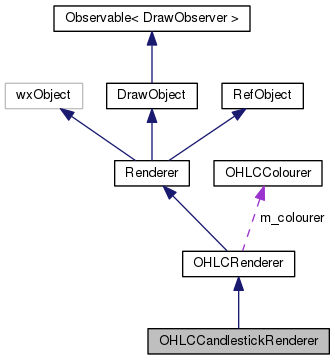 Observable< DrawObserver >
wxObject
DrawObject
RefObject
Renderer
OHLCColourer
m_colourer
OHLCRenderer
OHLCCandlestickRenderer